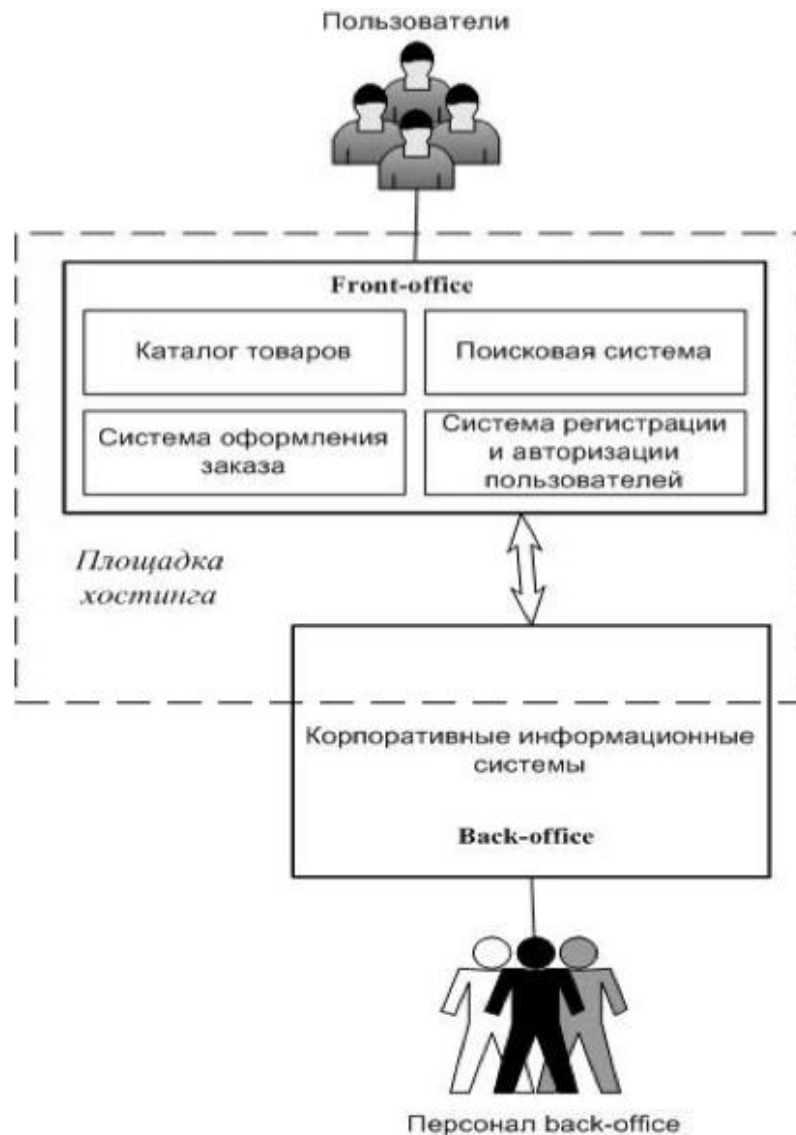 Пользователи
Front-office
Каталог товаров
Поисковая система
Система оформления
заказа
Система регистрации
и авторизации
пользователей
Площадка
хостинга
Корпоративные информационные
системы
Back-office
Персонал back-office